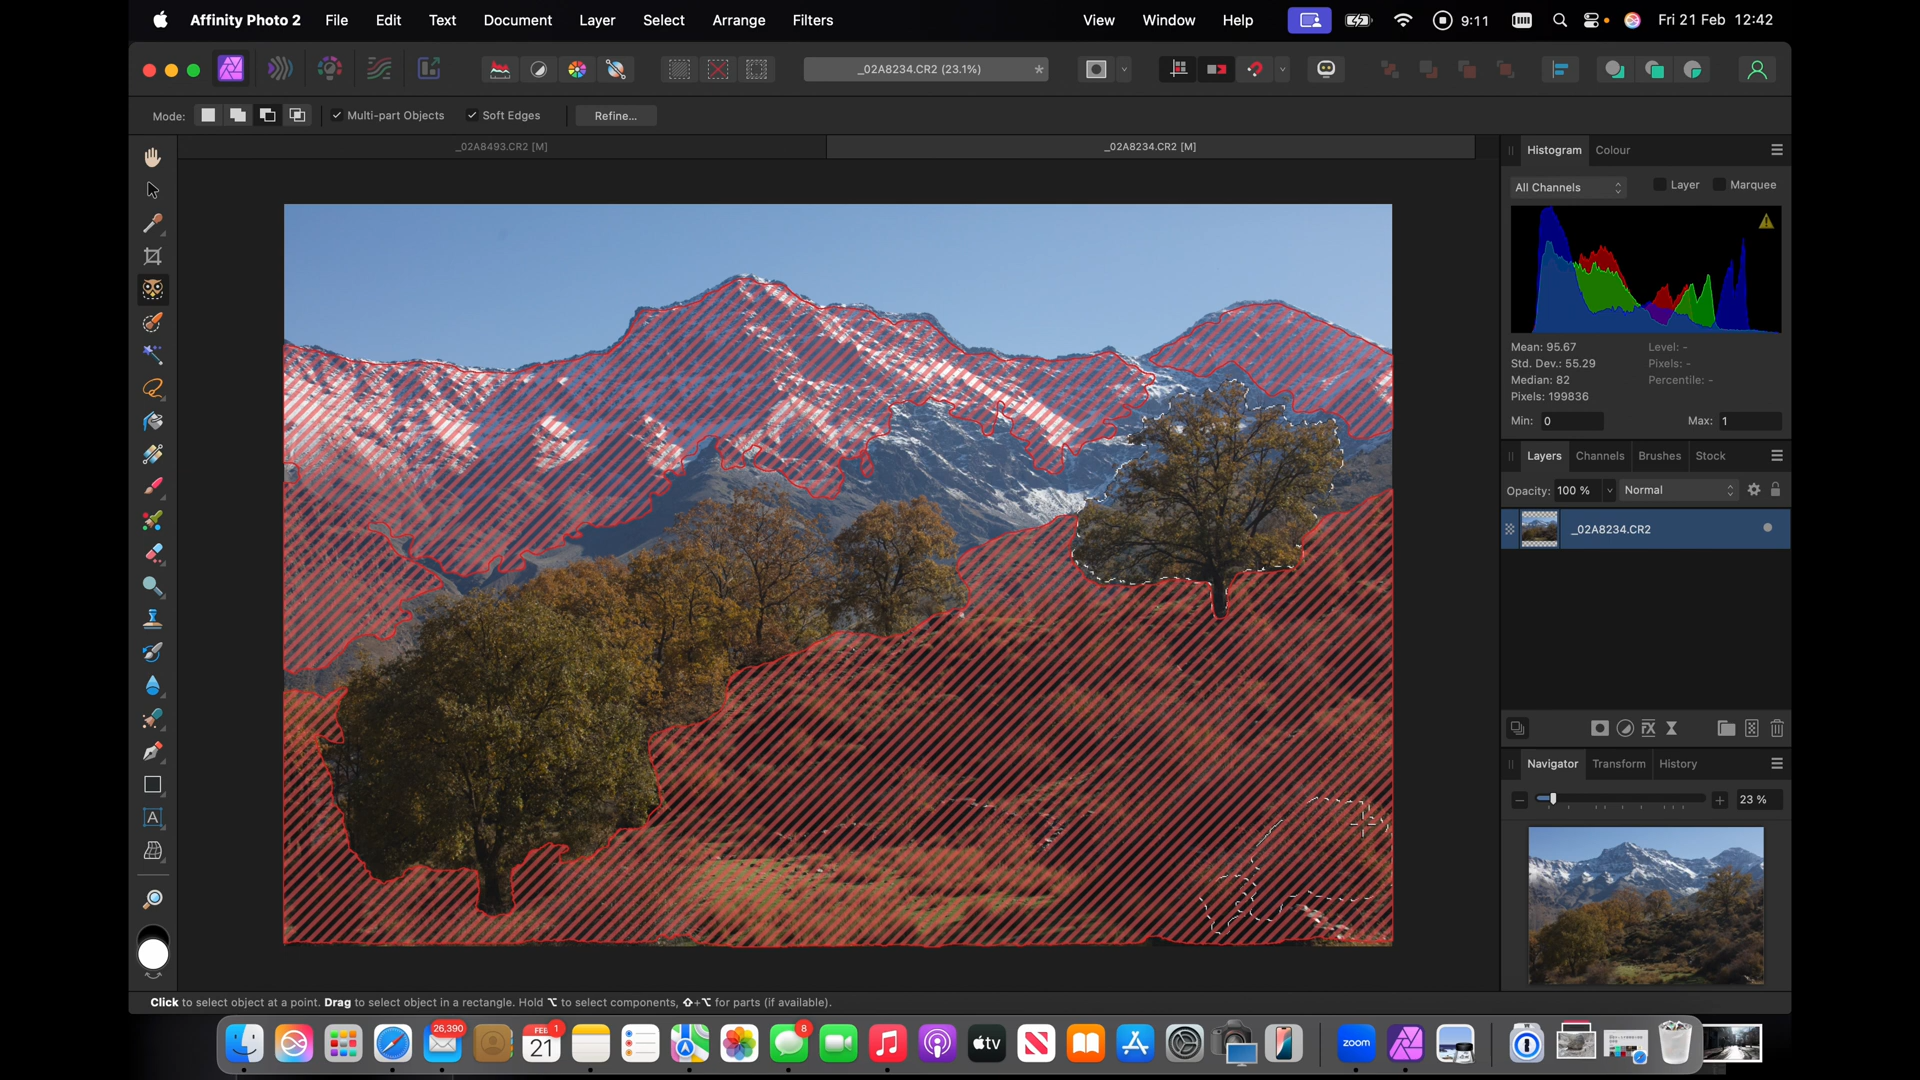 Affinity Photo 2 File Edit Text Document Layer Select Arrange Filters View Window Help 9:11 Fri 21 Feb 12:42
_02A8234.CR2 (23.1%) *
Mode: Multi-part Objects Soft Edges Refine...
_02A8493.CR2 [M] _02A8234.CR2 [M]
Histogram Colour
All Channels Layer Marquee
Mean: 95.67 Level: -
Std. Dev.: 55.29 Pixels: -
Median: 82 Percentile: -
Pixels: 199836
Min: 0 Max: 1
Layers Channels Brushes Stock
Opacity: 100 % Normal
_02A8234.CR2
FX
Navigator Transform History
23 %
A
Click to select object at a point. Drag to select object in a rectangle. Hold ⌥ to select components, ⇧+⌥ for parts (if available).
26,390 FEB 1 8
21 tv zoom